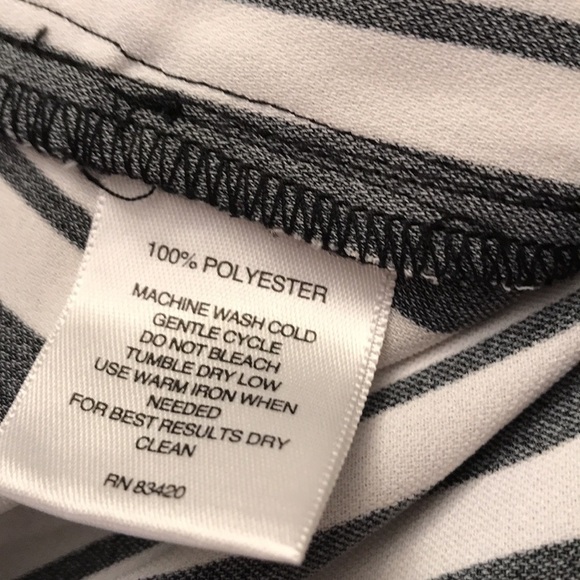 100% POLYESTER
MACHINE WASH COLD
GENTLE CYCLE
DO NOT BLEACH
TUMBLE DRY LOW
USE WARM IRON WHEN
NEEDED
FOR BEST RESULTS DRY
CLEAN
RN 83420